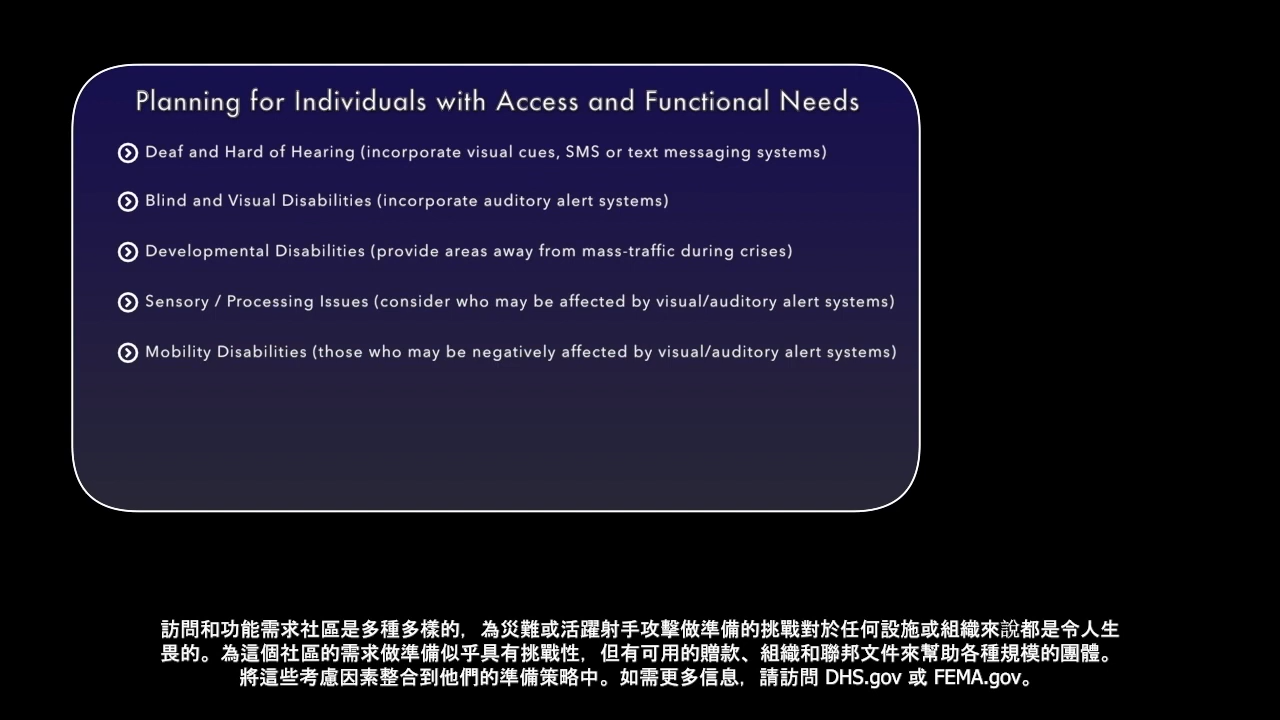 Planning for Individuals with Access and Functional Needs
Deaf and Hard of Hearing (incorporate visual cues, SMS or text messaging systems)
Blind and Visual Disabilities (incorporate auditory alert systems)
Developmental Disabilities (provide areas away from mass-traffic during crises)
Sensory / Processing Issues (consider who may be affected by visual/auditory alert systems)
Mobility Disabilities (those who may be negatively affected by visual/auditory alert systems)
訪問和功能需求社區是多種多樣的，為災難或活躍射手攻擊做準備的挑戰對於任何設施或組織來說都是令人生
畏的。為這個社區的需求做準備似乎具有挑戰性，但有可用的贈款、組織和聯邦文件來幫助各種規模的團體。
將這些考慮因素整合到他們的準備策略中。如需更多信息，請訪問 DHS.gov 或 FEMA.gov。